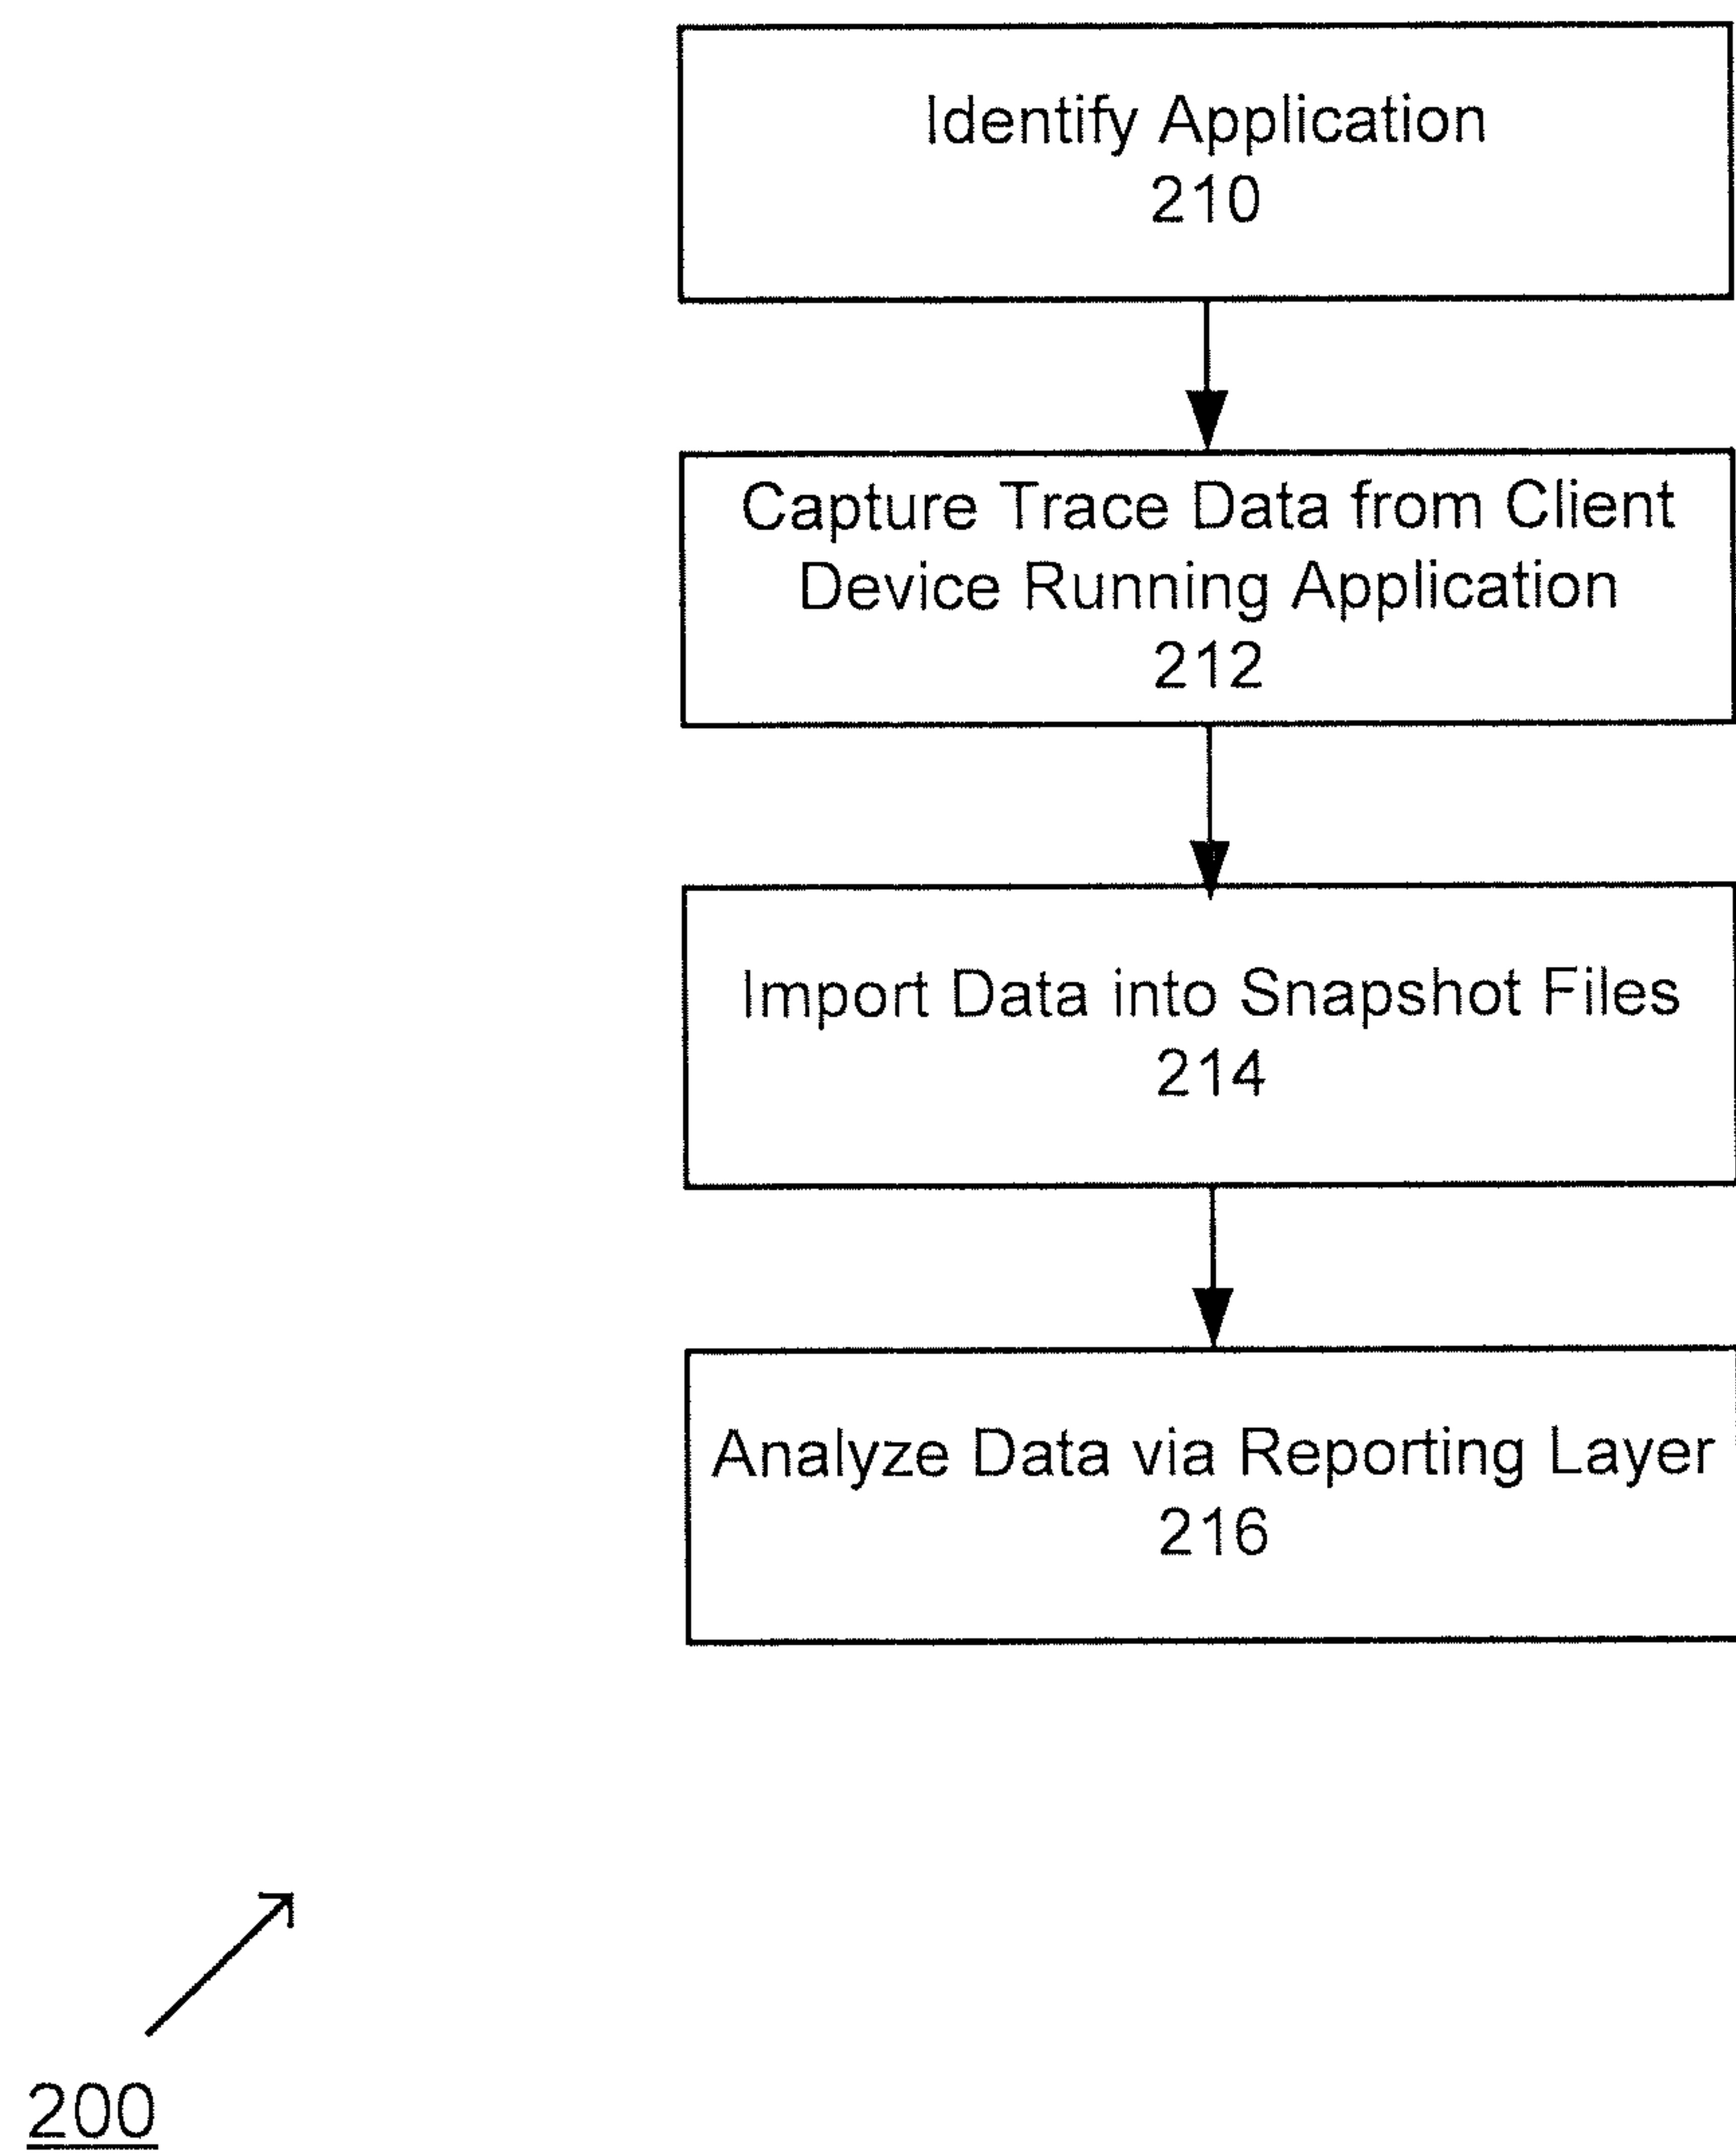 Identify Application
210
Capture Trace Data from Client
Device Running Application
212
Import Data into Snapshot Files
214
Analyze Data via Reporting Layer
216
200